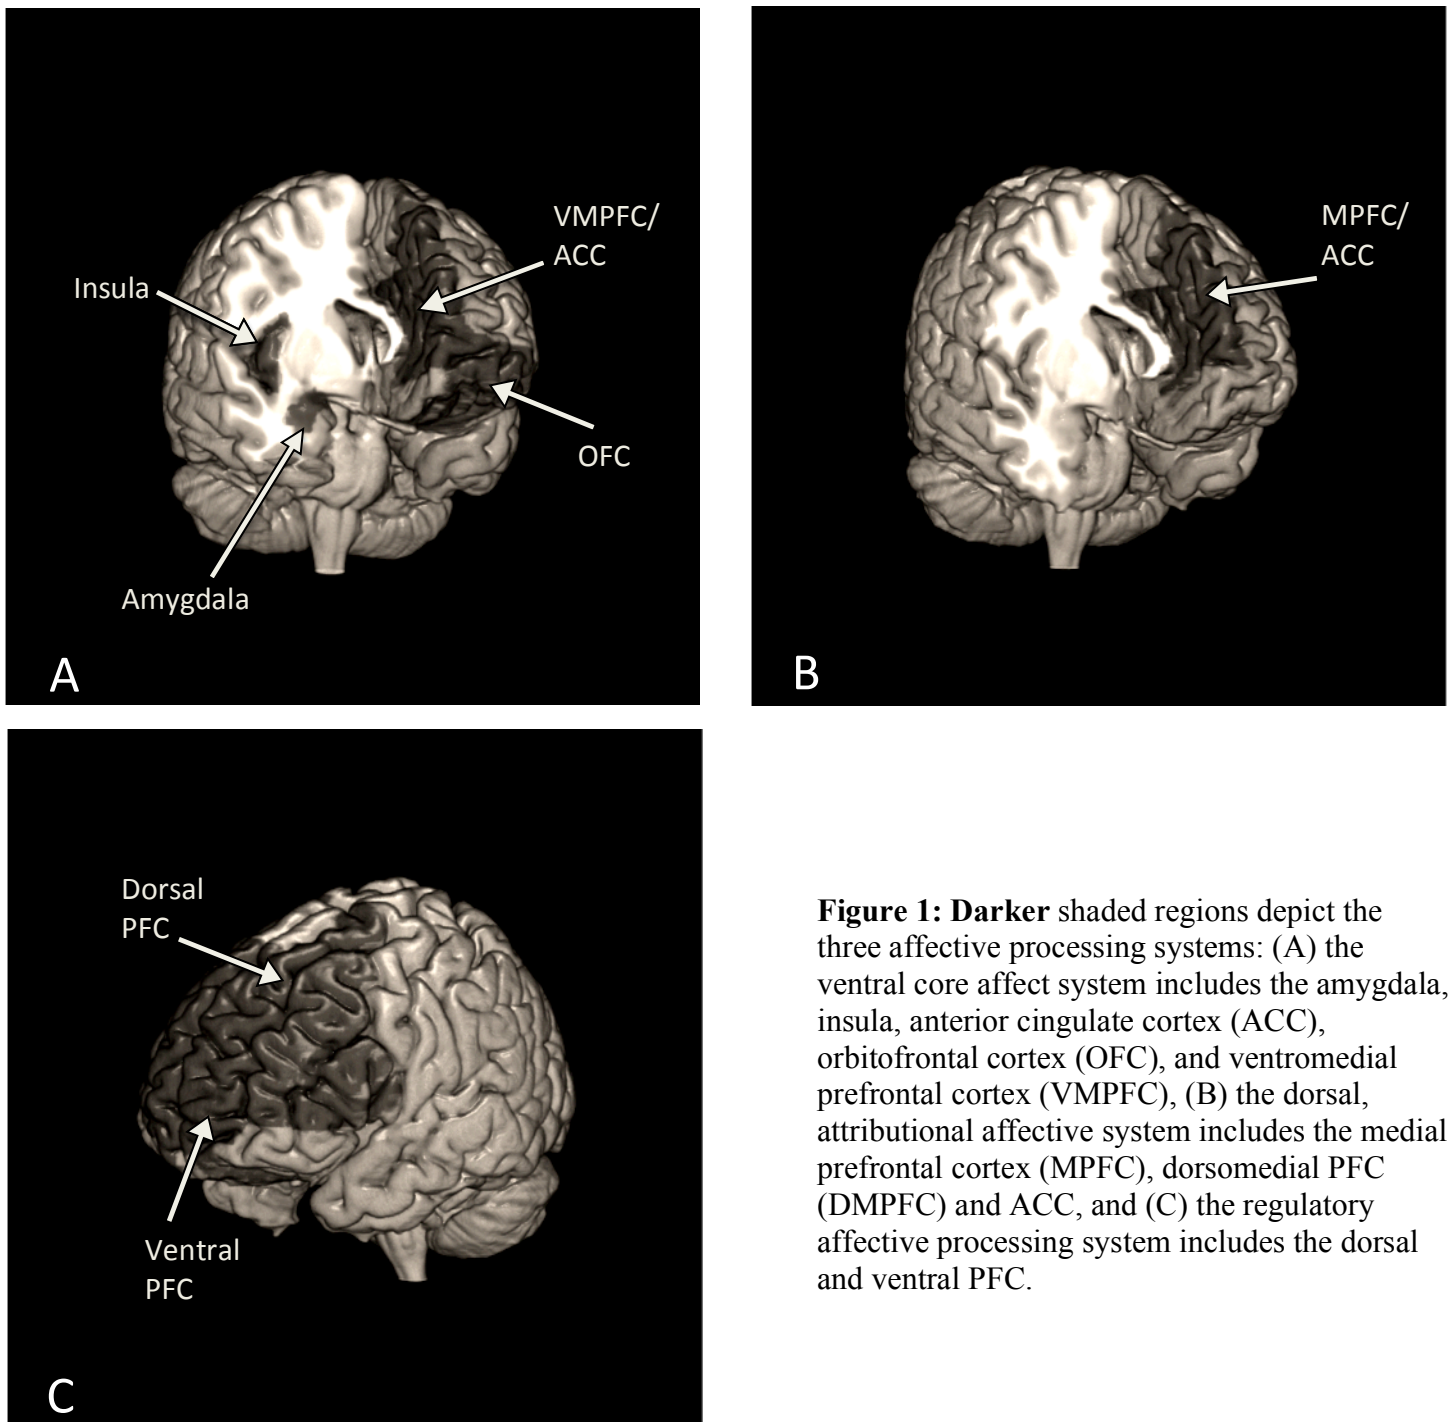 VMPFC/
ACC
Insula
OFC
Amygdala
A
MPFC/
ACC
B
Dorsal
PFC
Ventral
PFC
C
Figure 1: Darker shaded regions depict the
three affective processing systems: (A) the
ventral core affect system includes the amygdala,
insula, anterior cingulate cortex (ACC),
orbitofrontal cortex (OFC), and ventromedial
prefrontal cortex (VMPFC), (B) the dorsal,
attributional affective system includes the medial
prefrontal cortex (MPFC), dorsomedial PFC
(DMPFC) and ACC, and (C) the regulatory
affective processing system includes the dorsal
and ventral PFC.